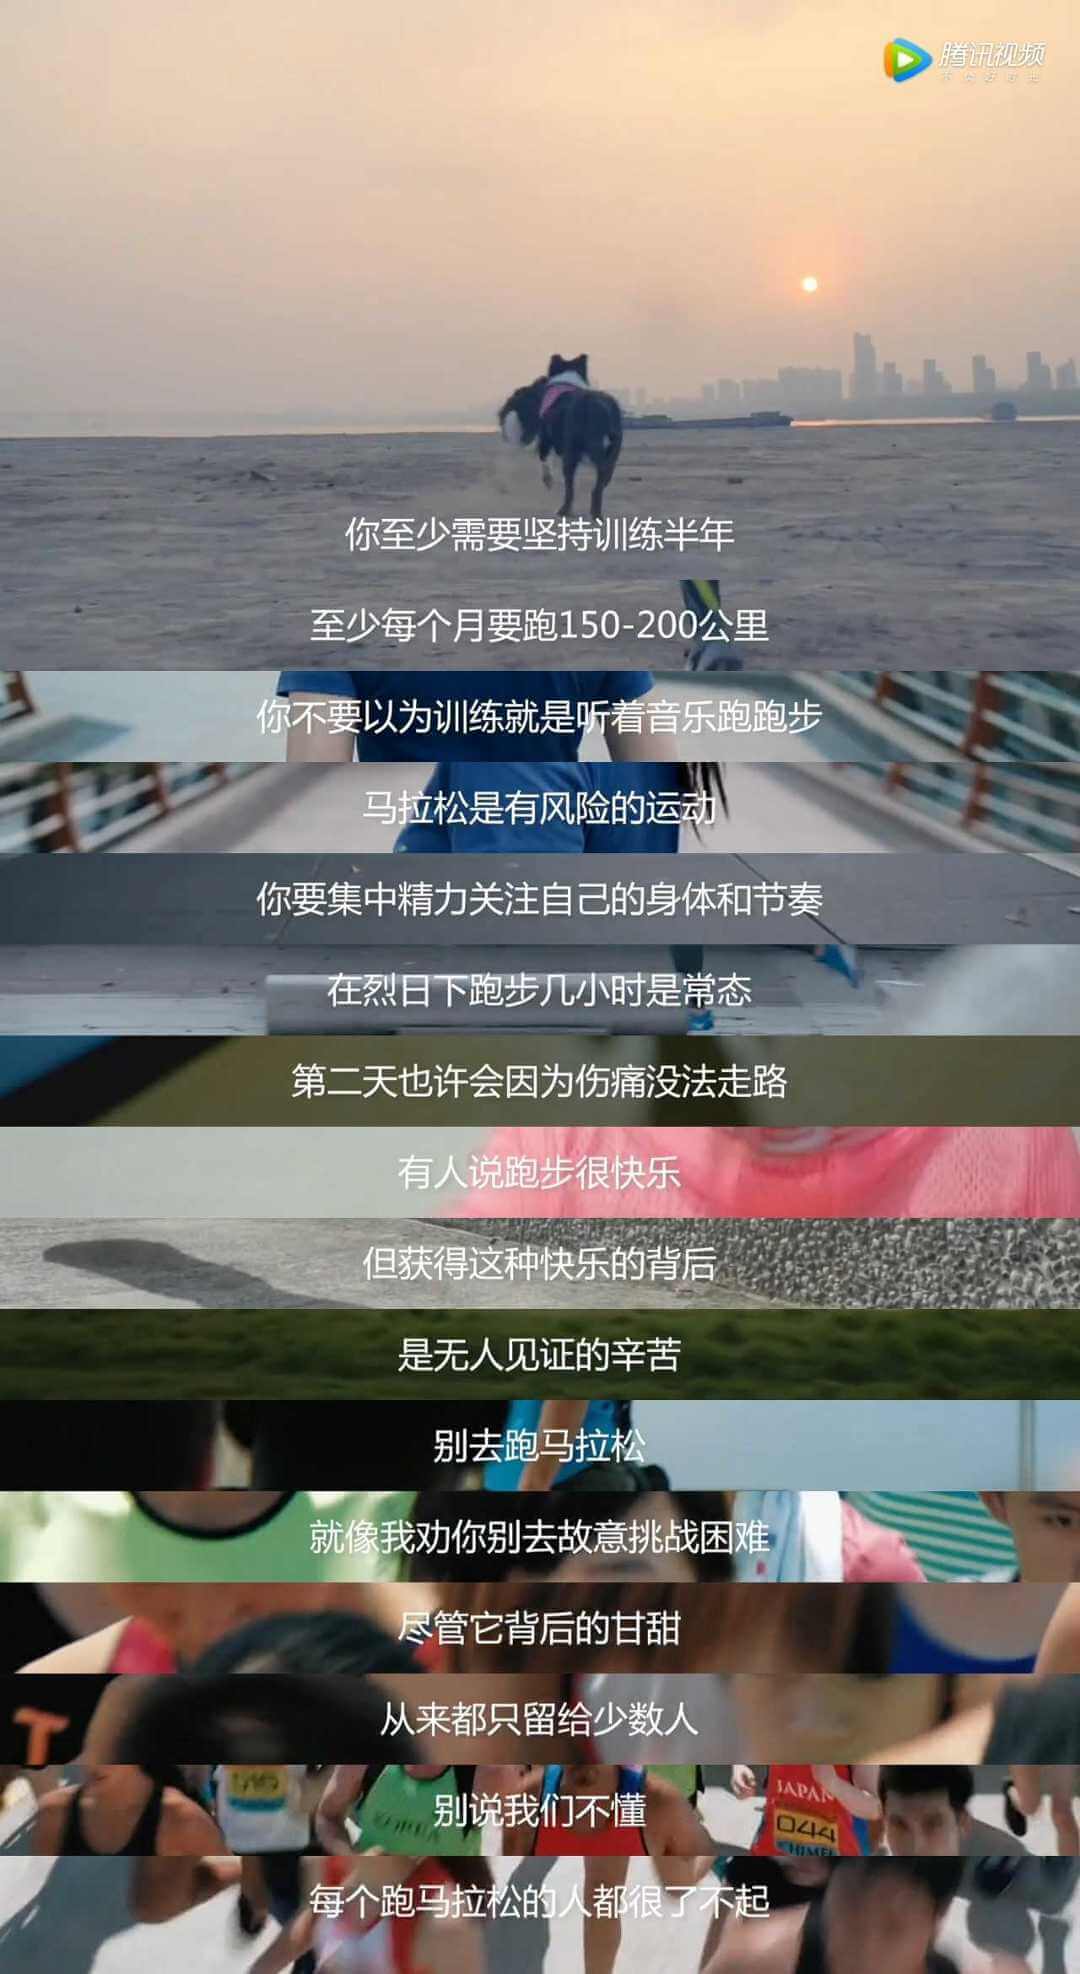 腾讯视频
不负好时光
你至少需要坚持训练半年
至少每个月要跑150-200公里
你不要以为训练就是听着音乐跑跑步
马拉松是有风险的运动
你要集中精力关注自己的身体和节奏
在烈日下跑步几小时是常态
第二天也许会因为伤痛没法走路
有人说跑步很快乐
但获得这种快乐的背后
是无人见证的辛苦
别去跑马拉松
就像我劝你别去故意挑战困难
尽管它背后的甘甜
从来都只留给少数人
JAPAN
别说我们不懂
KOREA
每个跑马拉松的人都很了不起